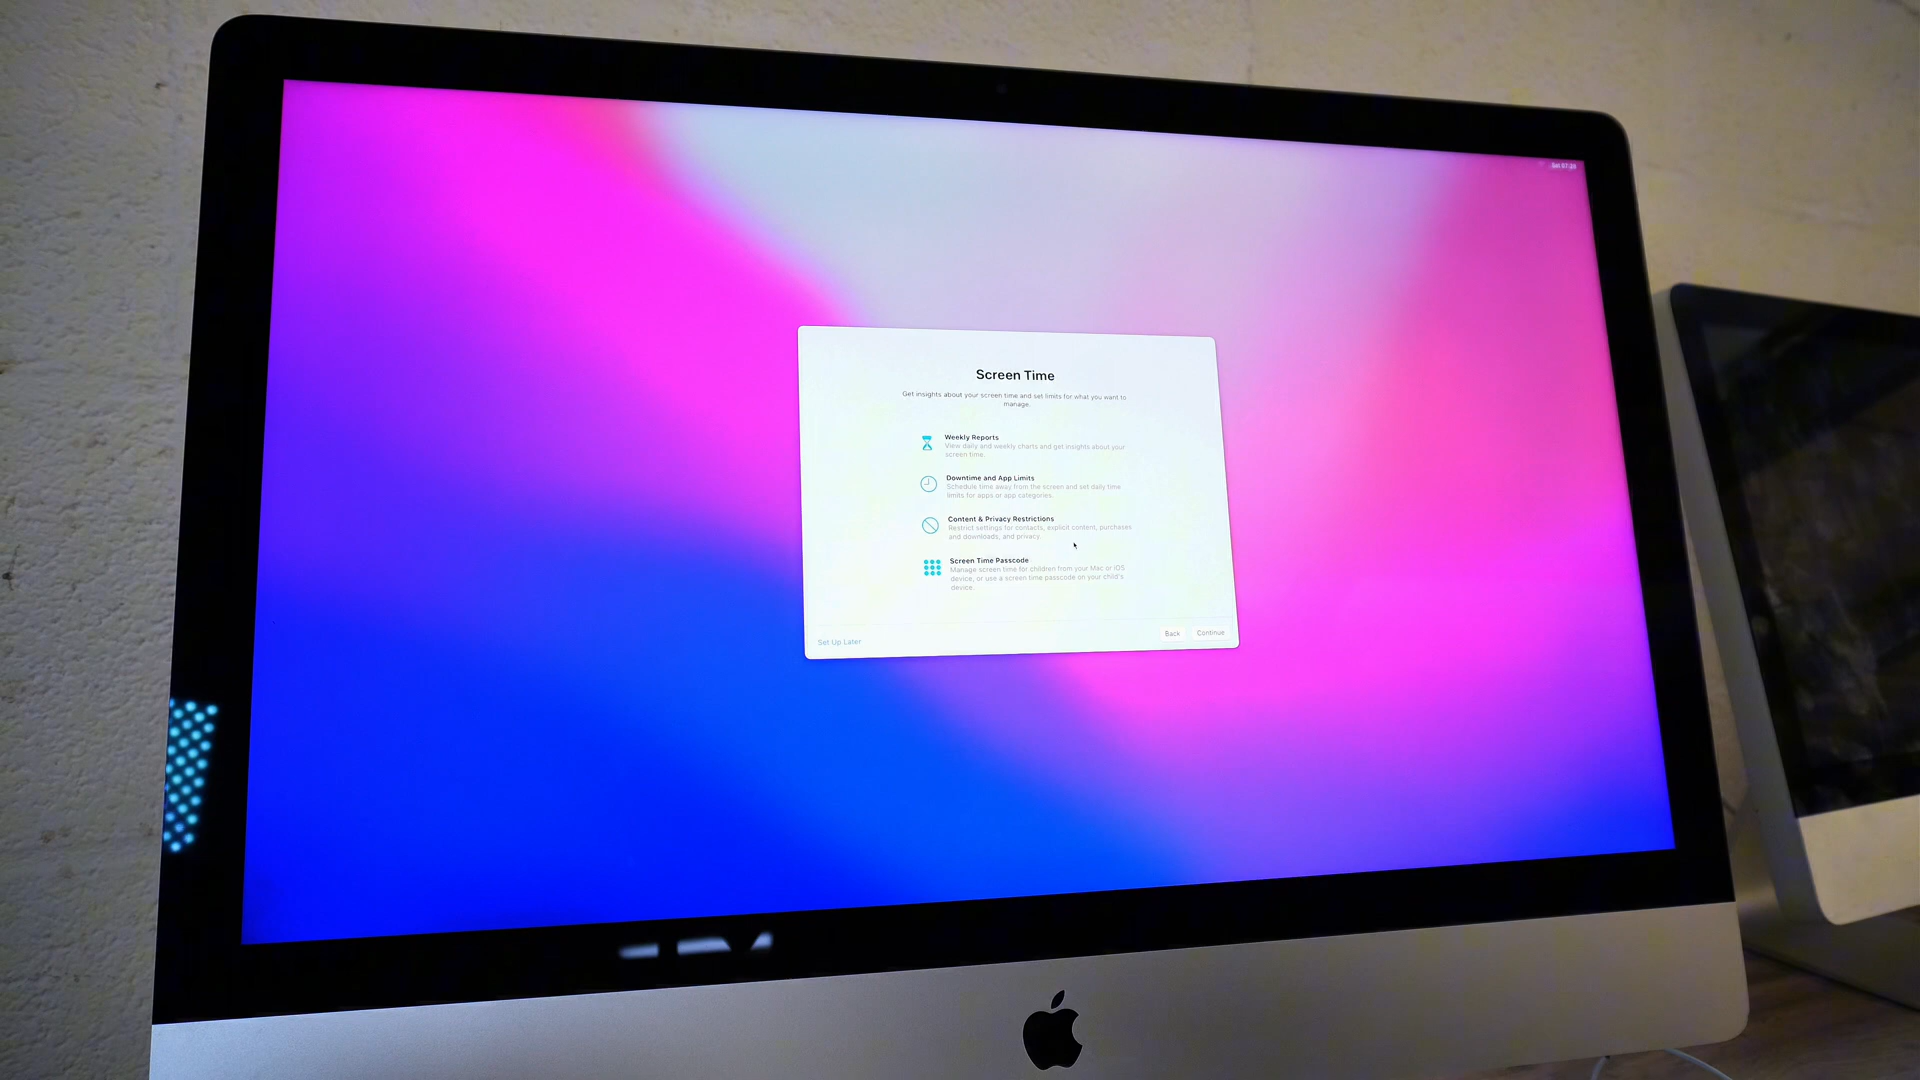 Sat 07:28
Screen Time
Get insights about your screen time and set limits for what you want to
manage.
Weekly Reports
View daily and weekly charts and get insights about your
screen time.
Downtime and App Limits
Schedule time away from the screen and set daily time
limits for apps or app categories.
Content & Privacy Restrictions
Restrict settings for contacts, explicit content, purchases
and downloads, and privacy.
Screen Time Passcode
Manage screen time for children from your Mac or iOS
device, or use a screen time passcode on your child's
device.
Set Up Later
Back
Continue